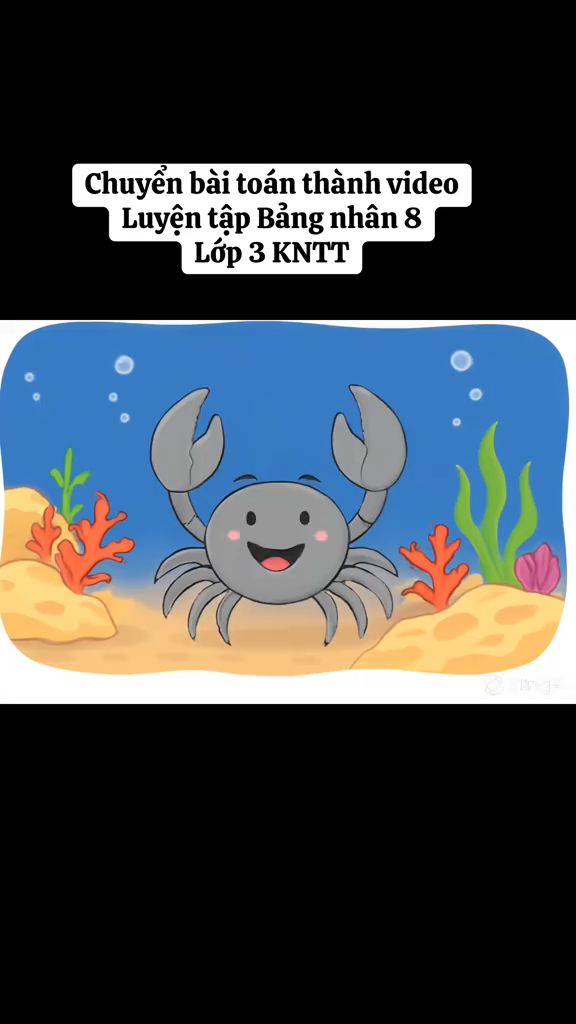 Chuyển bài toán thành video
Luyện tập Bảng nhân 8
Lớp 3 KNTT